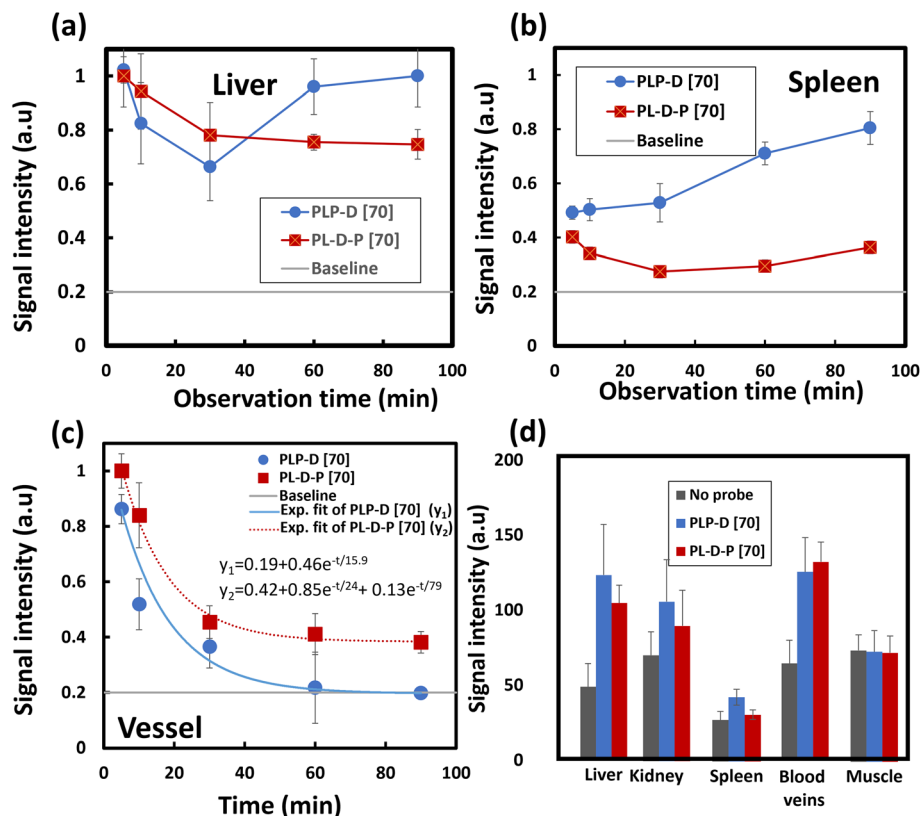 (a)
Signal intensity (a.u)
1
0.8
0.6
0.4
0.2
0
Liver
PLP-D [70]
PL-D-P [70]
Baseline
0 20 40 60 80 100
Observation time (min)
(b)
Signal intensity (a.u)
1
0.8
0.6
0.4
0.2
0
PLP-D [70]
PL-D-P [70]
Baseline
Spleen
0 20 40 60 80 100
Observation time (min)
(c)
Signal intensity (a.u)
1
0.8
0.6
0.4
0.2
0
PLP-D [70]
PL-D-P [70]
Baseline
Exp. fit of PLP-D [70] (y₁)
Exp. fit of PL-D-P [70] (y₂)
y₁=0.19+0.46e^-t/15.9
y₂=0.42+0.85e^-t/24+ 0.13e^-t/79
Vessel
0 20 40 60 80 100
Time (min)
(d)
Signal intensity (a.u)
200
150
100
50
0
No probe
PLP-D [70]
PL-D-P [70]
Liver Kidney Spleen Blood Muscle
veins